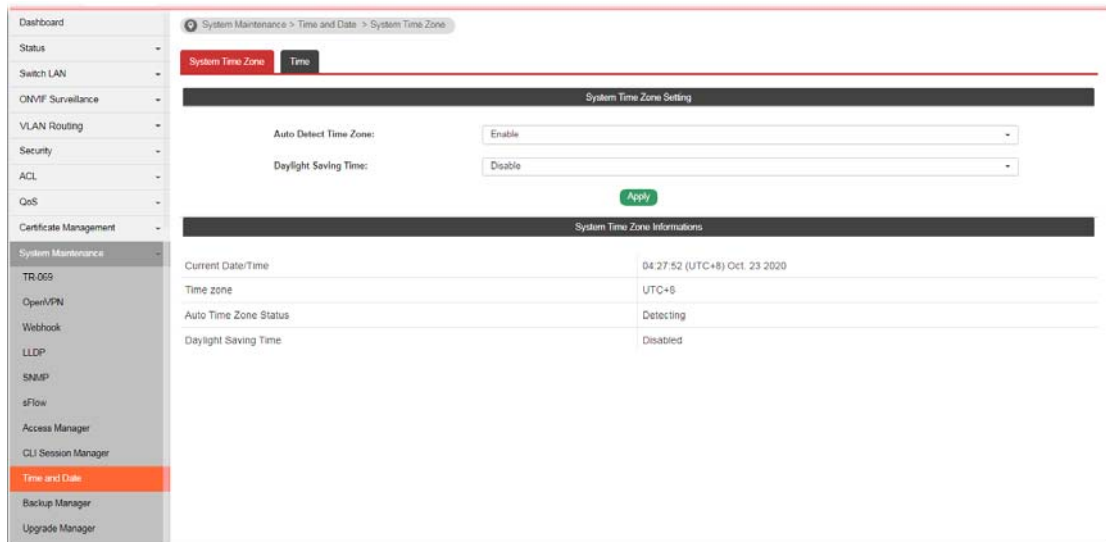 Dashboard
Status
Switch LAN
ONVIF Surveillance
VLAN Routing
Security
ACL
QoS
Certificate Management
System Maintenance
TR-069
OpenVPN
Webhook
LLDP
SNMP
sFlow
Access Manager
CLI Session Manager
Time and Date
Backup Manager
Upgrade Manager
System Maintenance > Time and Date > System Time Zone
System Time Zone Time
System Time Zone Setting
Auto Detect Time Zone: Enable
Daylight Saving Time: Disable
Apply
System Time Zone Informations
Current Date/Time 04:27:52 (UTC+8) Oct. 23 2020
Time zone UTC+8
Auto Time Zone Status Detecting
Daylight Saving Time Disabled